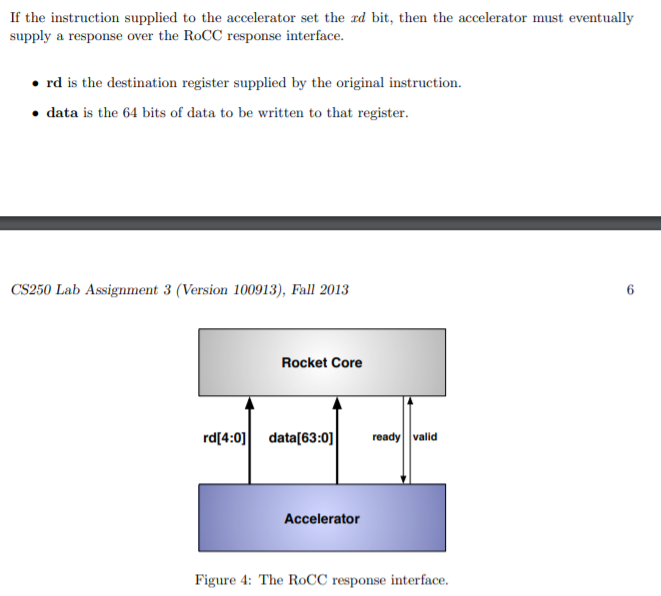 If the instruction supplied to the accelerator set the xd bit, then the accelerator must eventually
supply a response over the RoCC response interface.
• rd is the destination register supplied by the original instruction.
• data is the 64 bits of data to be written to that register.
CS250 Lab Assignment 3 (Version 100913), Fall 2013 6
Rocket Core
rd[4:0] data[63:0] ready valid
Accelerator
Figure 4: The RoCC response interface.